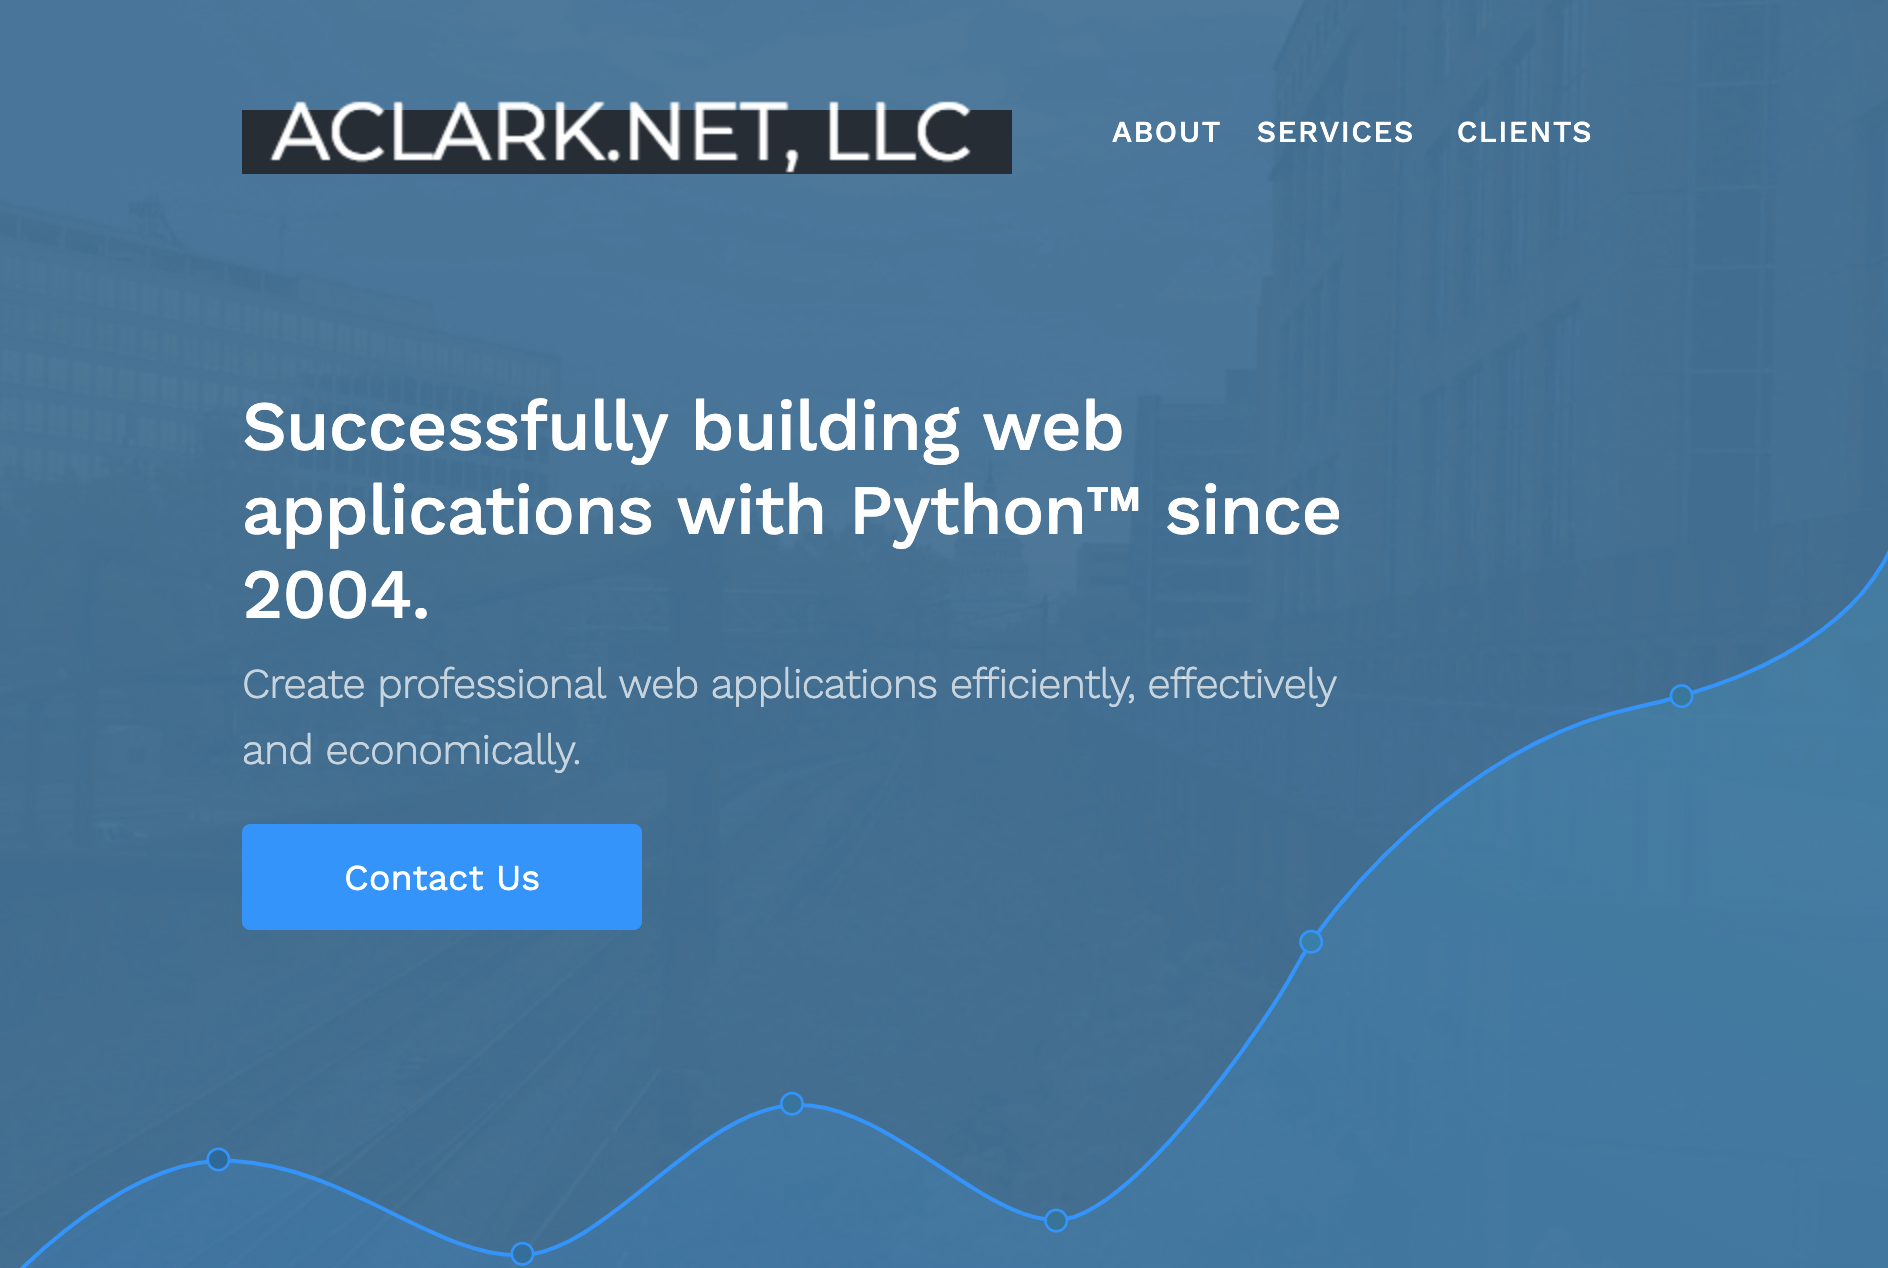 ACLARK.NET, LLC
ABOUT SERVICES CLIENTS
Successfully building web
applications with Python™ since
2004.
Create professional web applications efficiently, effectively
and economically.
Contact Us